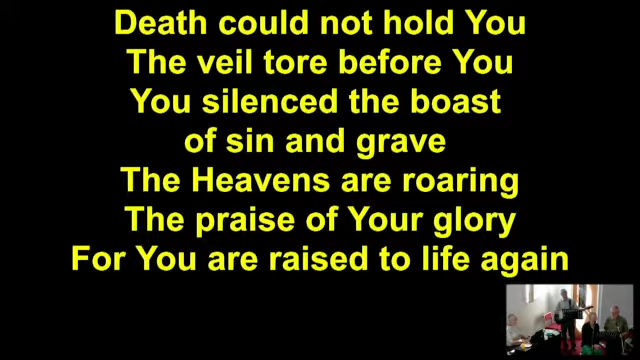 Death could not hold You
The veil tore before You
You silenced the boast
of sin and grave
The Heavens are roaring
The praise of Your glory
For You are raised to life again